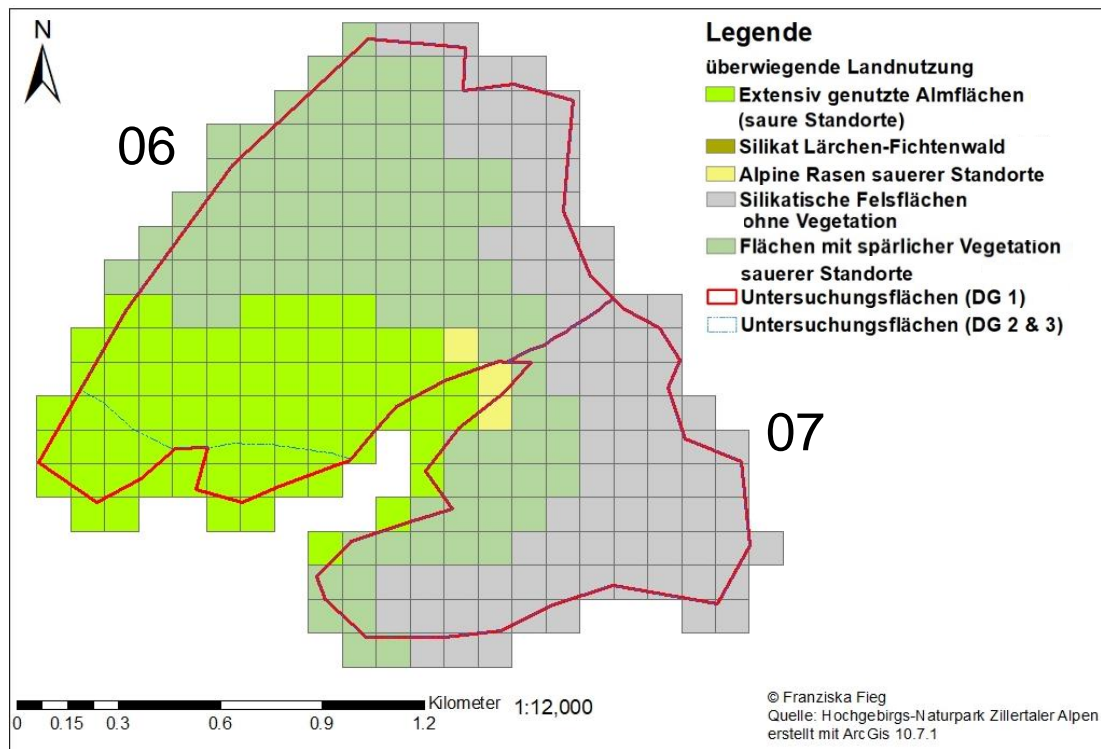 N
06
07
Legende
überwiegende Landnutzung
Extensiv genutzte Almflächen
(saure Standorte)
Silikat Lärchen-Fichtenwald
Alpine Rasen sauerer Standorte
Silikatische Felsflächen
ohne Vegetation
Flächen mit spärlicher Vegetation
sauerer Standorte
Untersuchungsflächen (DG 1)
Untersuchungsflächen (DG 2 & 3)
Kilometer 1:12,000
0 0.15 0.3 0.6 0.9 1.2
© Franziska Fieg
Quelle: Hochgebirgs-Naturpark Zillertaler Alpen
erstellt mit ArcGis 10.7.1